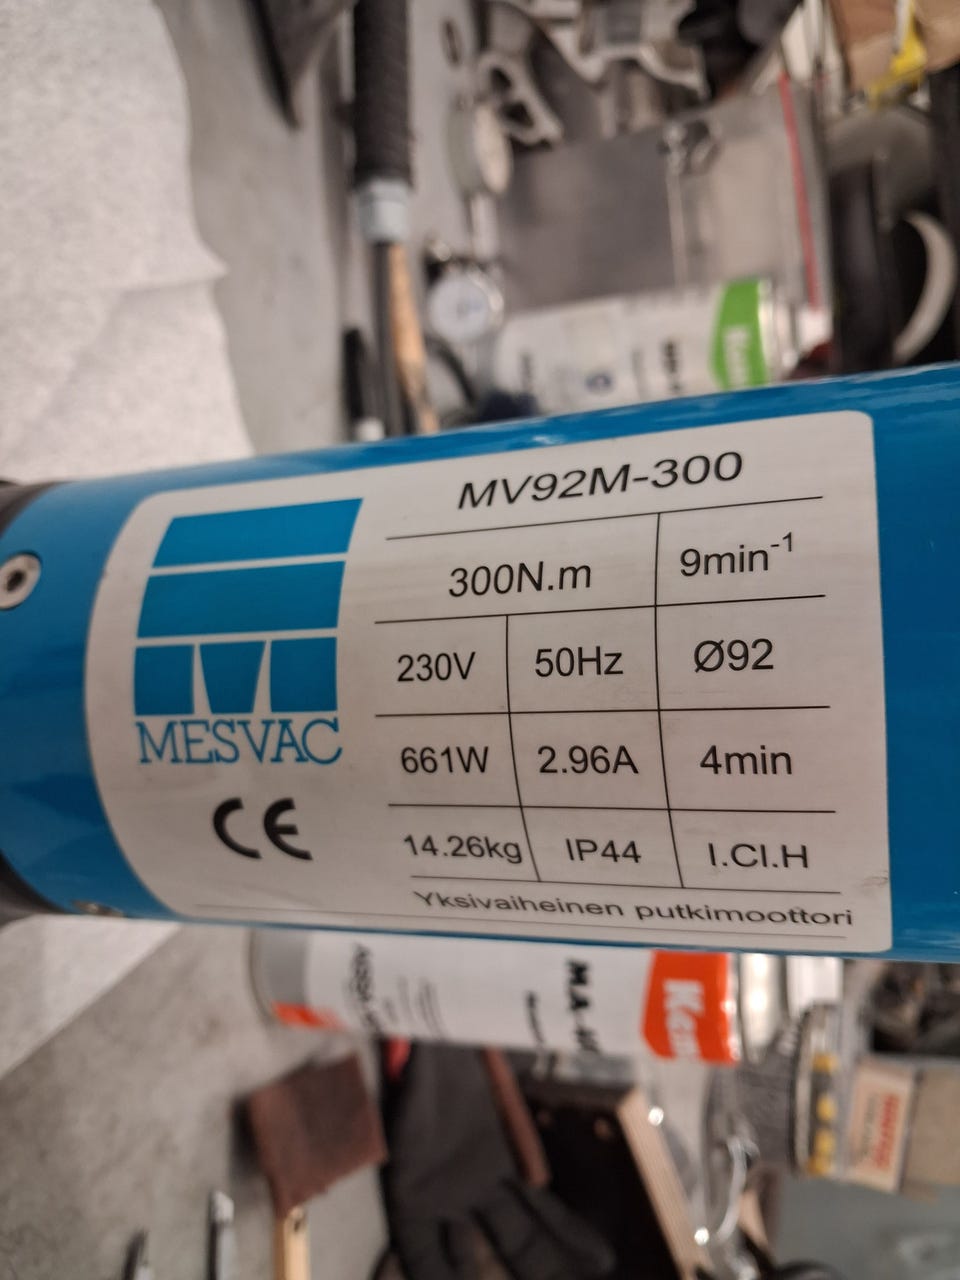 MV92M-300
300N.m 9min-1
230V 50Hz Ø92
661W 2.96A 4min
14.26kg IP44 I.Cl.H
Yksivaiheinen putkimoottori
MESVAC
CE